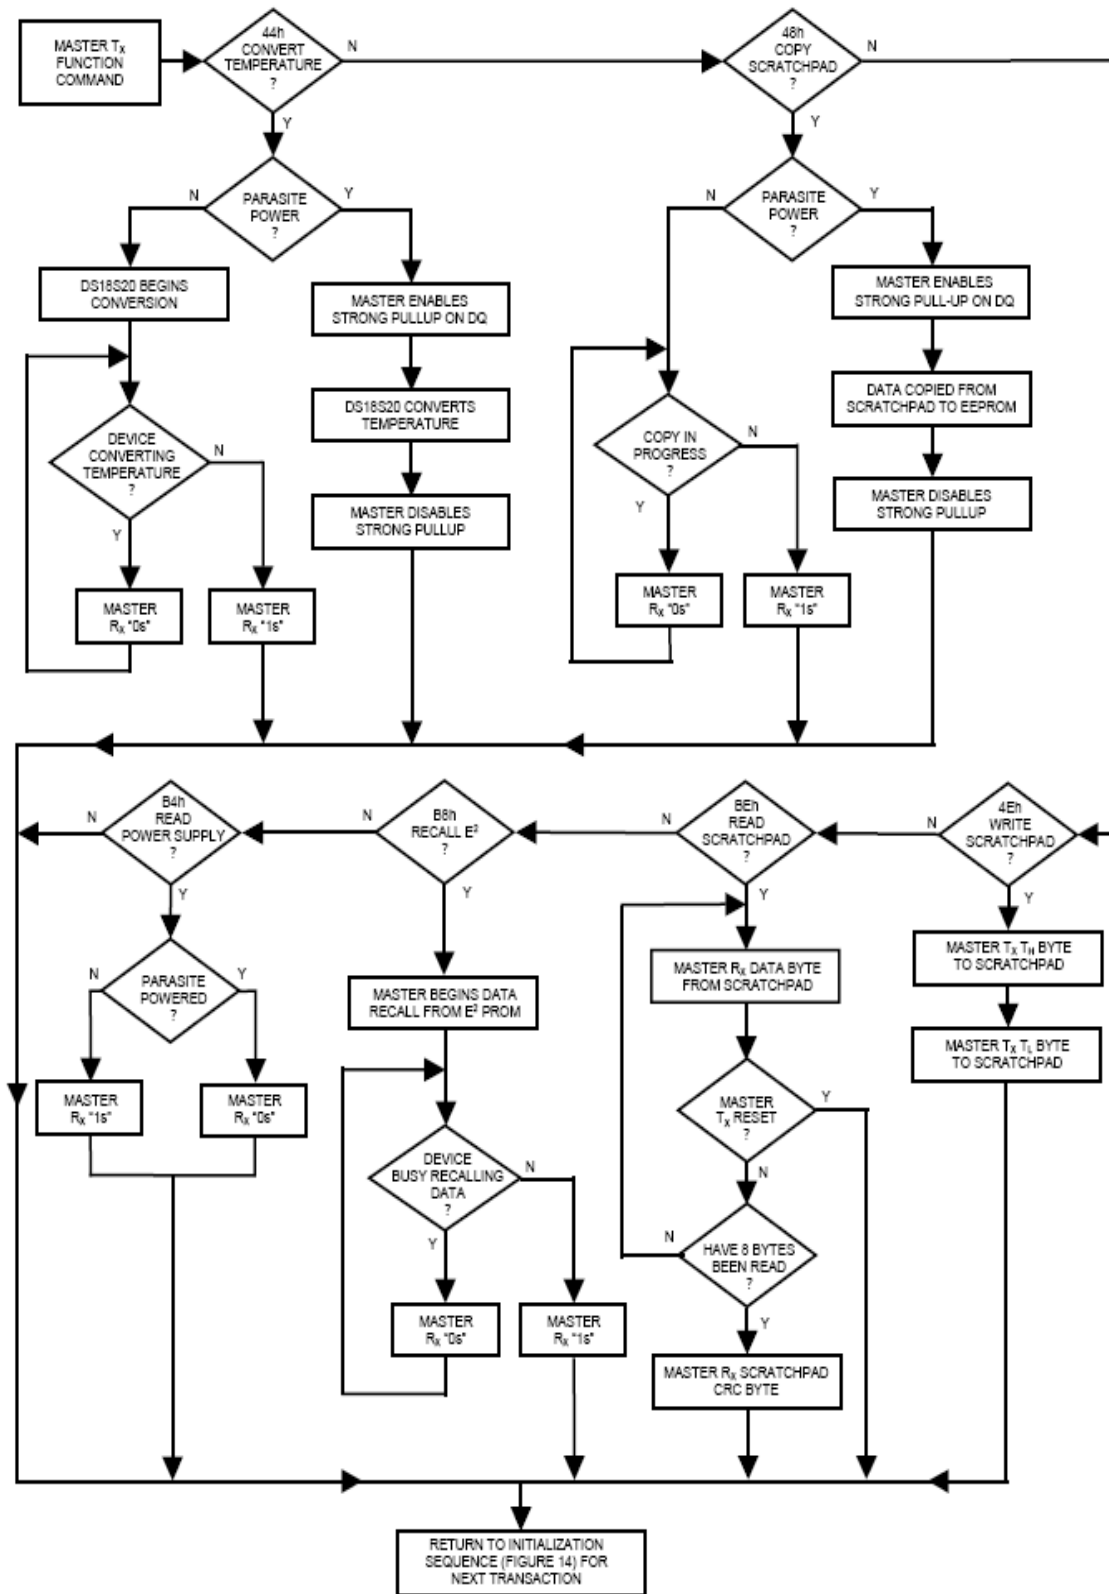 MASTER TX
FUNCTION
COMMAND
44h
CONVERT
TEMPERATURE
?
N
Y
48h
COPY
SCRATCHPAD
?
N
Y
PARASITE
POWER
?
N
Y
PARASITE
POWER
?
N
Y
DS18S20 BEGINS
CONVERSION
MASTER ENABLES
STRONG PULLUP ON DQ
MASTER ENABLES
STRONG PULL-UP ON DQ
DS18S20 CONVERTS
TEMPERATURE
DATA COPIED FROM
SCRATCHPAD TO EEPROM
DEVICE
CONVERTING
TEMPERATURE
?
N
Y
COPY IN
PROGRESS
?
N
Y
MASTER DISABLES
STRONG PULLUP
MASTER DISABLES
STRONG PULLUP
MASTER
RX "0s"
MASTER
RX "1s"
MASTER
RX "0s"
MASTER
RX "1s"
B4h
READ
POWER SUPPLY
?
N
Y
B8h
RECALL E²
?
N
Y
BEh
READ
SCRATCHPAD
?
N
Y
4Eh
WRITE
SCRATCHPAD
?
N
Y
PARASITE
POWERED
?
N
Y
MASTER BEGINS DATA
RECALL FROM E² PROM
MASTER RX DATA BYTE
FROM SCRATCHPAD
MASTER TX TH BYTE
TO SCRATCHPAD
MASTER TX TL BYTE
TO SCRATCHPAD
MASTER
RX "1s"
MASTER
RX "0s"
MASTER
TX RESET
?
Y
N
DEVICE
BUSY RECALLING
DATA
?
N
Y
HAVE 8 BYTES
BEEN READ
?
N
Y
MASTER
RX "0s"
MASTER
RX "1s"
MASTER RX SCRATCHPAD
CRC BYTE
RETURN TO INITIALIZATION
SEQUENCE (FIGURE 14) FOR
NEXT TRANSACTION